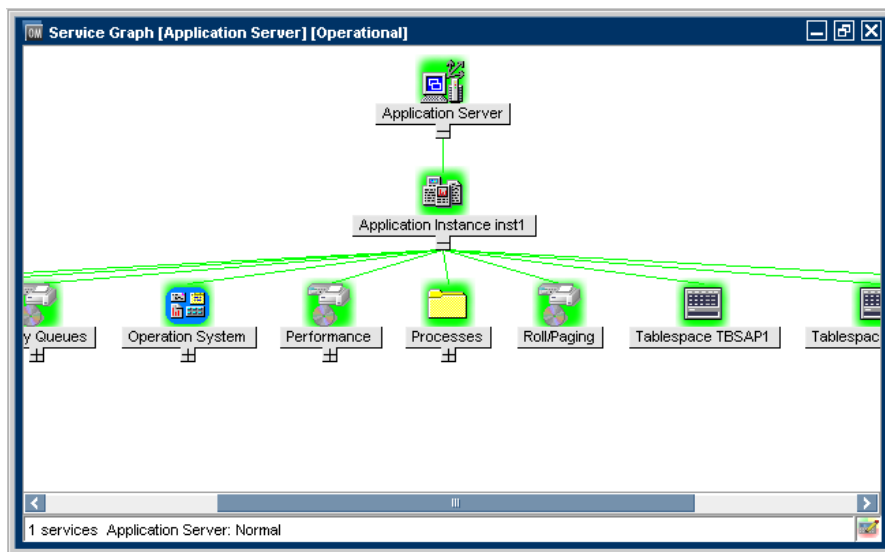 OM Service Graph [Application Server] [Operational]
Application Server
Application Instance inst1
y Queues
Operation System
Performance
Processes
Roll/Paging
Tablespace TBSAP1
Tablespac
1 services Application Server: Normal